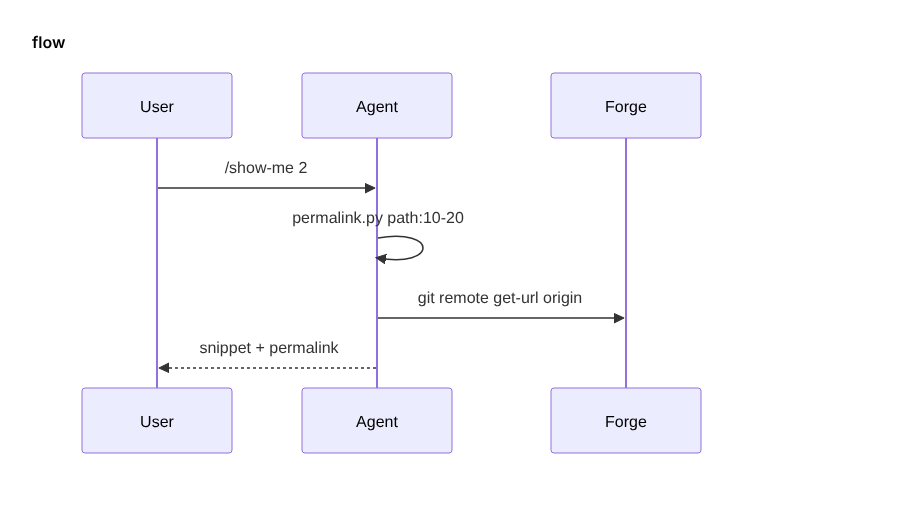 flow
User
Agent
Forge
/show-me 2
permalink.py path:10-20
git remote get-url origin
snippet + permalink
User
Agent
Forge